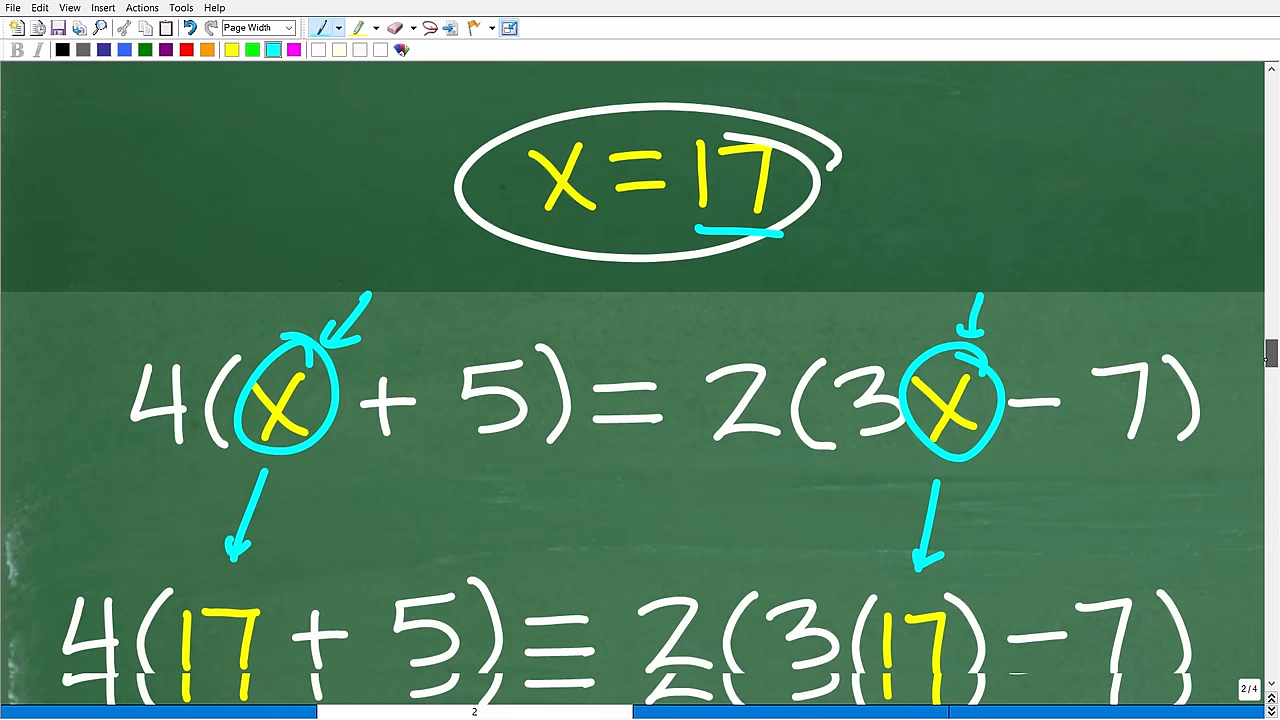 File Edit View Insert Actions Tools Help
Page Width
B I
x = 17
4(x + 5) = 2(3x - 7)
4(17 + 5) = 2(3(17) - 7)
2/4
2